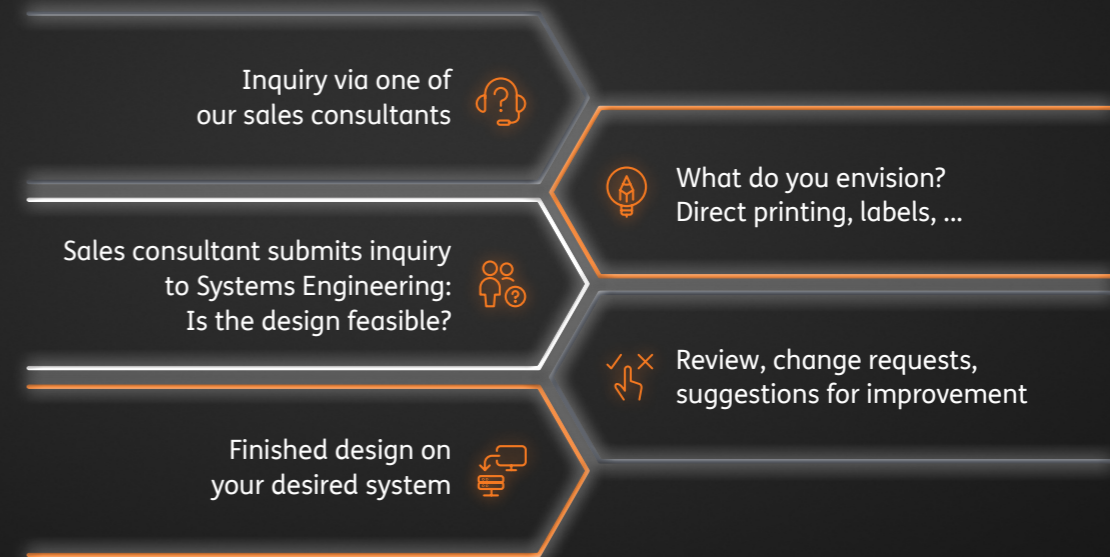 Inquiry via one of
our sales consultants
What do you envision?
Direct printing, labels, ...
Sales consultant submits inquiry
to Systems Engineering:
Is the design feasible?
Review, change requests,
suggestions for improvement
Finished design on
your desired system